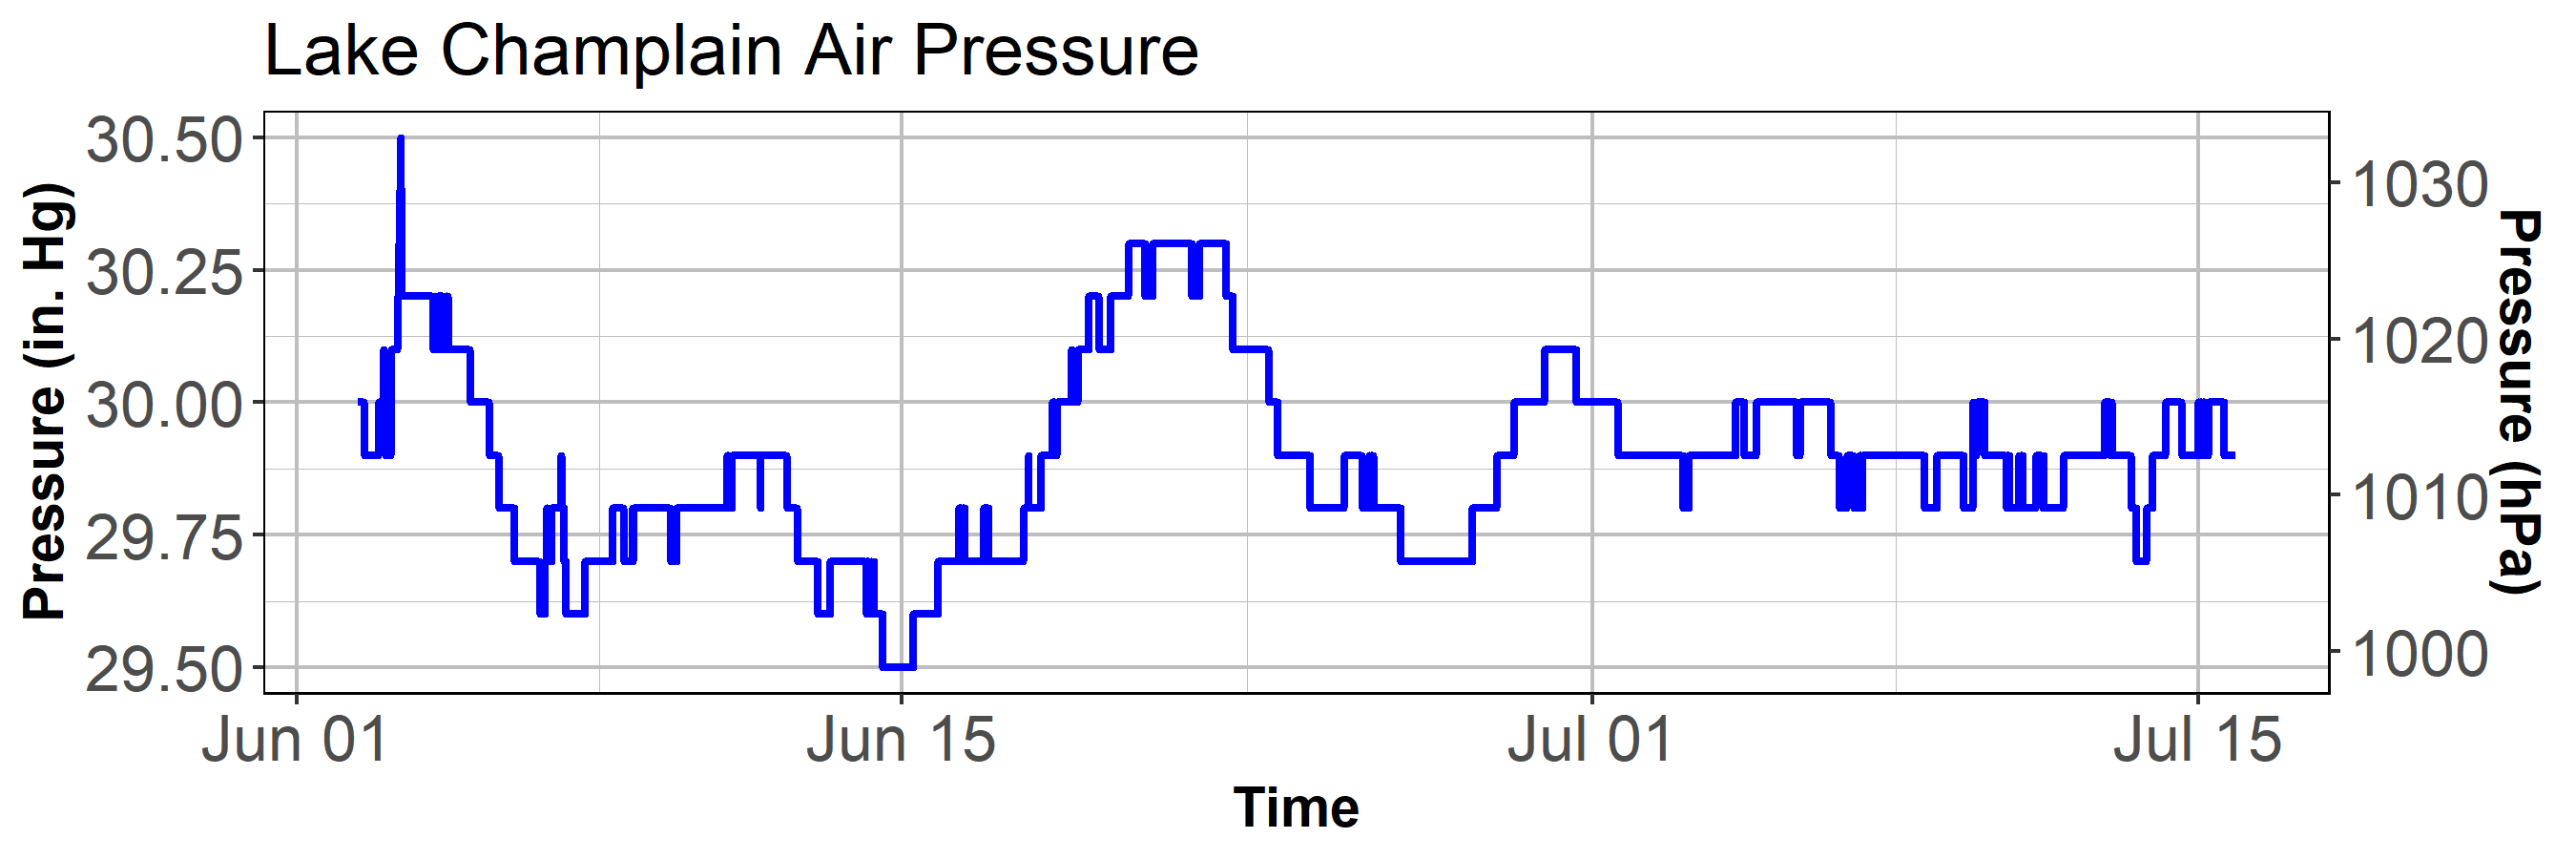 Lake Champlain Air Pressure
Pressure (in. Hg)
30.50
30.25
30.00
29.75
29.50
1030
1020
1010
1000
Pressure (hPa)
Jun 01 Jun 15 Jul 01 Jul 15
Time